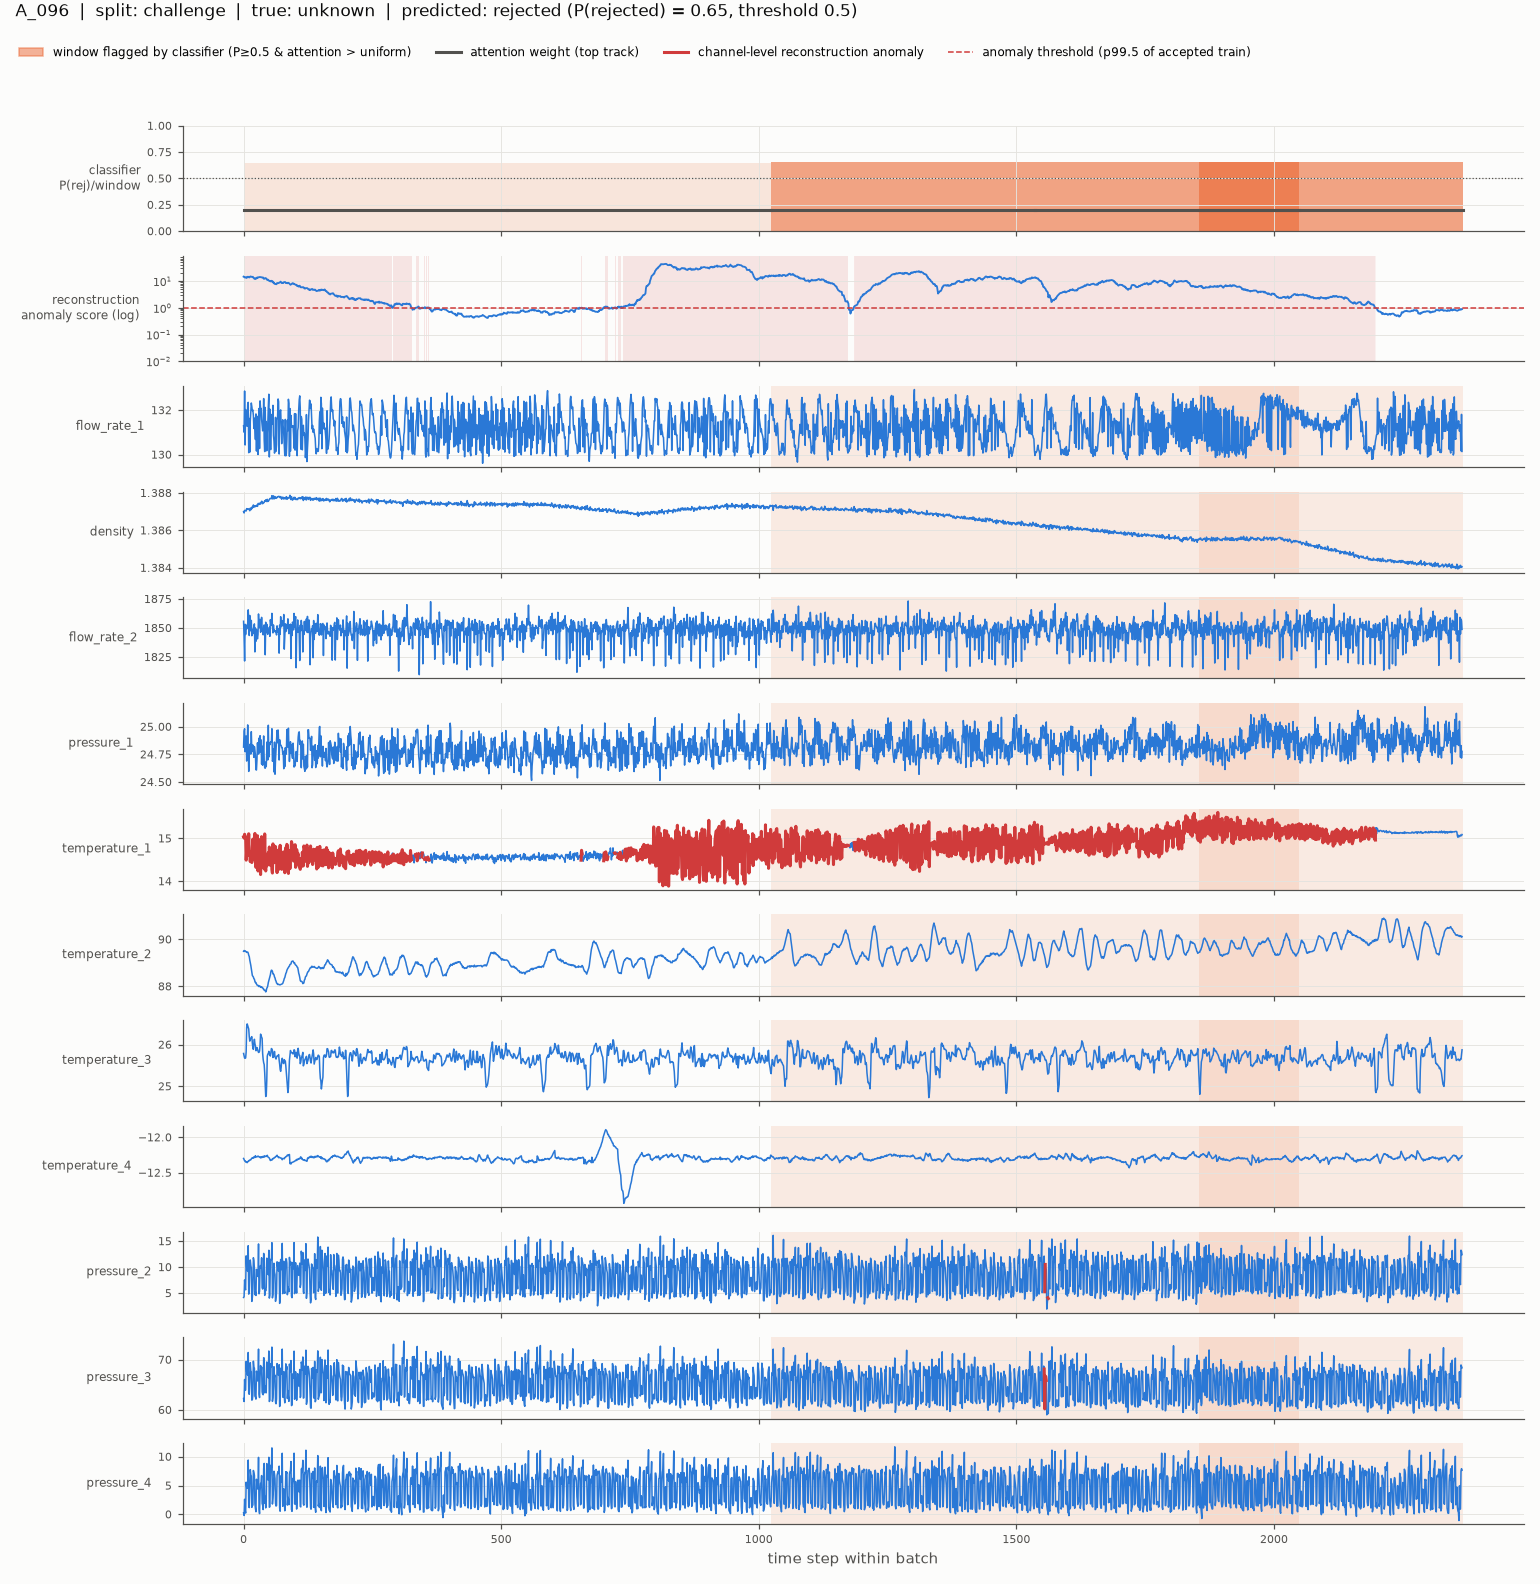 A_096 | split: challenge | true: unknown | predicted: rejected (P(rejected) = 0.65, threshold 0.5)
window flagged by classifier (P≥0.5 & attention > uniform)
attention weight (top track)
channel-level reconstruction anomaly
anomaly threshold (p99.5 of accepted train)
1.00
0.75
0.50
0.25
0.00
classifier
P(rej)/window
10¹
10⁰
10⁻¹
10⁻²
reconstruction
anomaly score (log)
132
130
flow_rate_1
1.388
1.386
1.384
density
1875
1850
1825
flow_rate_2
25.00
24.75
24.50
pressure_1
15
14
temperature_1
90
88
temperature_2
26
25
temperature_3
−12.0
−12.5
temperature_4
15
10
5
pressure_2
70
60
pressure_3
10
5
0
pressure_4
0
500
1000
1500
2000
time step within batch